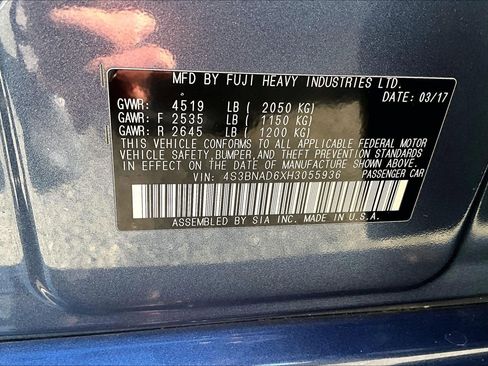 MFD BY FUJI HEAVY INDUSTRIES LTD.
DATE: 03/17
GVWR: 4519 LB ( 2050 KG)
GAWR: F 2535 LB ( 1150 KG)
GAWR: R 2645 LB ( 1200 KG)
THIS VEHICLE CONFORMS TO ALL APPLICABLE FEDERAL MOTOR
VEHICLE SAFETY, BUMPER, AND THEFT PREVENTION STANDARDS
IN EFFECT ON THE DATE OF MANUFACTURE SHOWN ABOVE.
VIN: 4S3BNAD6XH3055936 PASSENGER CAR
ASSEMBLED BY SIA INC. MADE IN U.S.A.